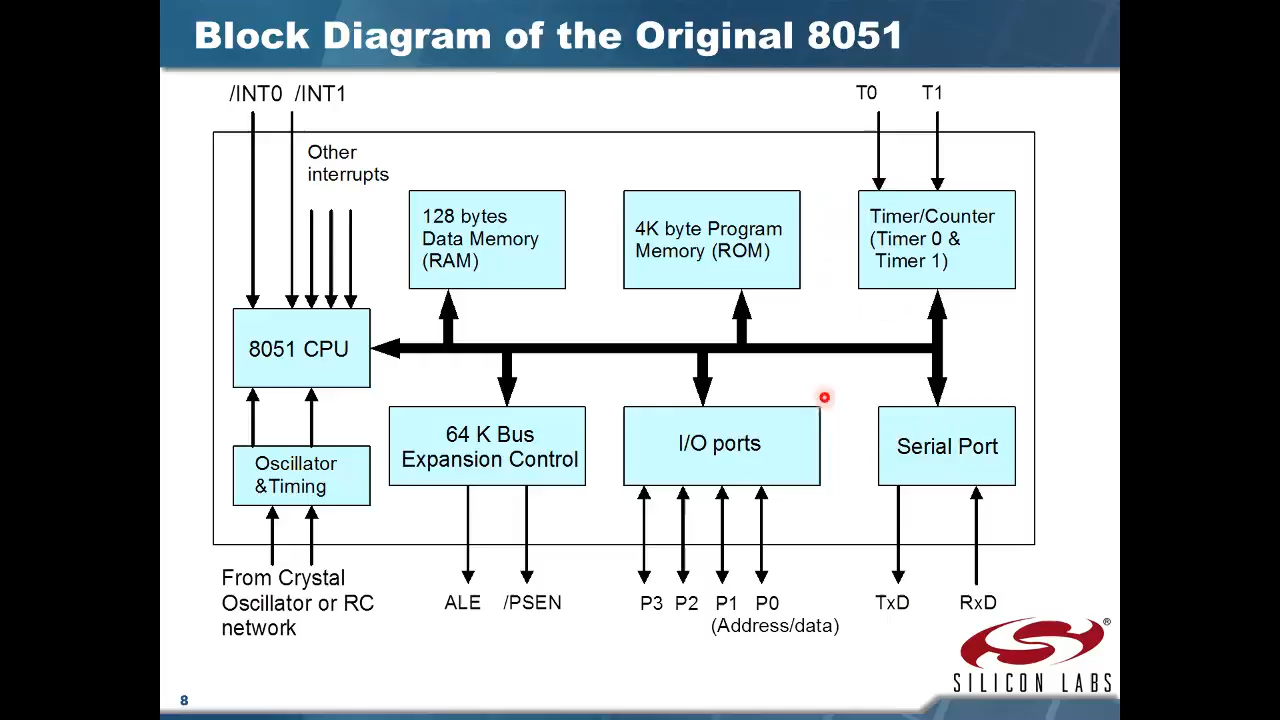 Block Diagram of the Original 8051
/INT0 /INT1
T0 T1
Other
interrupts
128 bytes
Data Memory
(RAM)
4K byte Program
Memory (ROM)
Timer/Counter
(Timer 0 &
Timer 1)
8051 CPU
64 K Bus
Expansion Control
I/O ports
Serial Port
Oscillator
&Timing
From Crystal
Oscillator or RC
network
ALE /PSEN
P3 P2 P1 P0
(Address/data)
TxD RxD
®
SILICON LABS
8